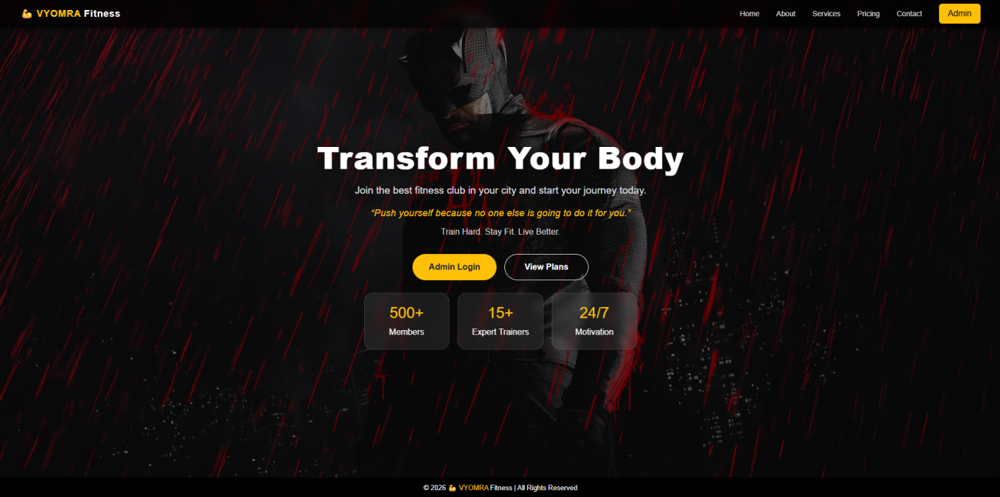 💪 VYOMRA Fitness
Home About Services Pricing Contact Admin
Transform Your Body
Join the best fitness club in your city and start your journey today.
“Push yourself because no one else is going to do it for you.”
Train Hard. Stay Fit. Live Better.
Admin Login View Plans
500+ 15+ 24/7
Members Expert Trainers Motivation
© 2026 💪 VYOMRA Fitness | All Rights Reserved